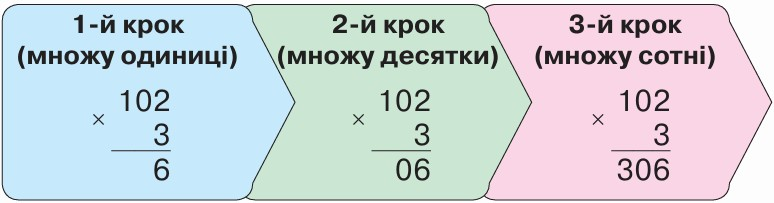 1-й крок
(множу одиниці)
102
×
3
6
2-й крок
(множу десятки)
102
×
3
06
3-й крок
(множу сотні)
102
×
3
306